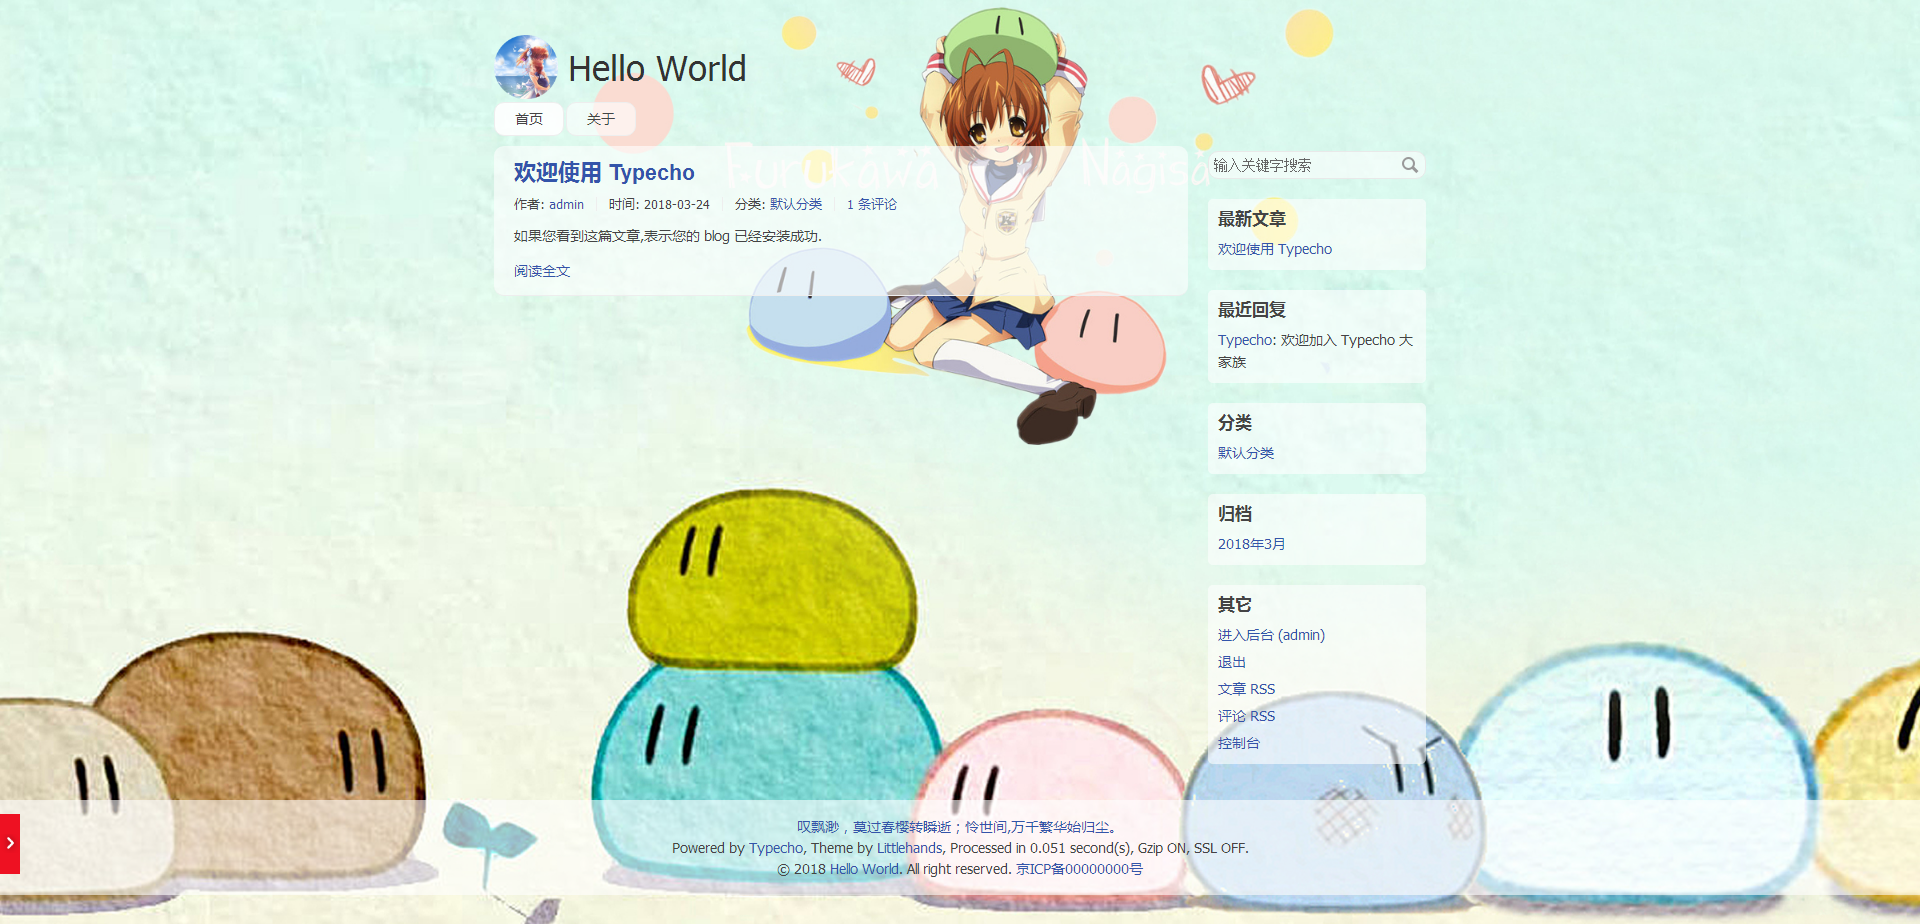 Hello World
首页 关于
Furukawa Nagisa
欢迎使用 Typecho
作者: admin 时间: 2018-03-24 分类: 默认分类 1 条评论
如果您看到这篇文章,表示您的 blog 已经安装成功.
阅读全文
输入关键字搜索
最新文章
欢迎使用 Typecho
最近回复
Typecho: 欢迎加入 Typecho 大
家族
分类
默认分类
归档
2018年3月
其它
进入后台 (admin)
退出
文章 RSS
评论 RSS
控制台
叹飘渺，莫过春樱转瞬逝；怜世间,万千繁华始归尘。
Powered by Typecho, Theme by Littlehands, Processed in 0.051 second(s), Gzip ON, SSL OFF.
© 2018 Hello World. All right reserved. 京ICP备00000000号